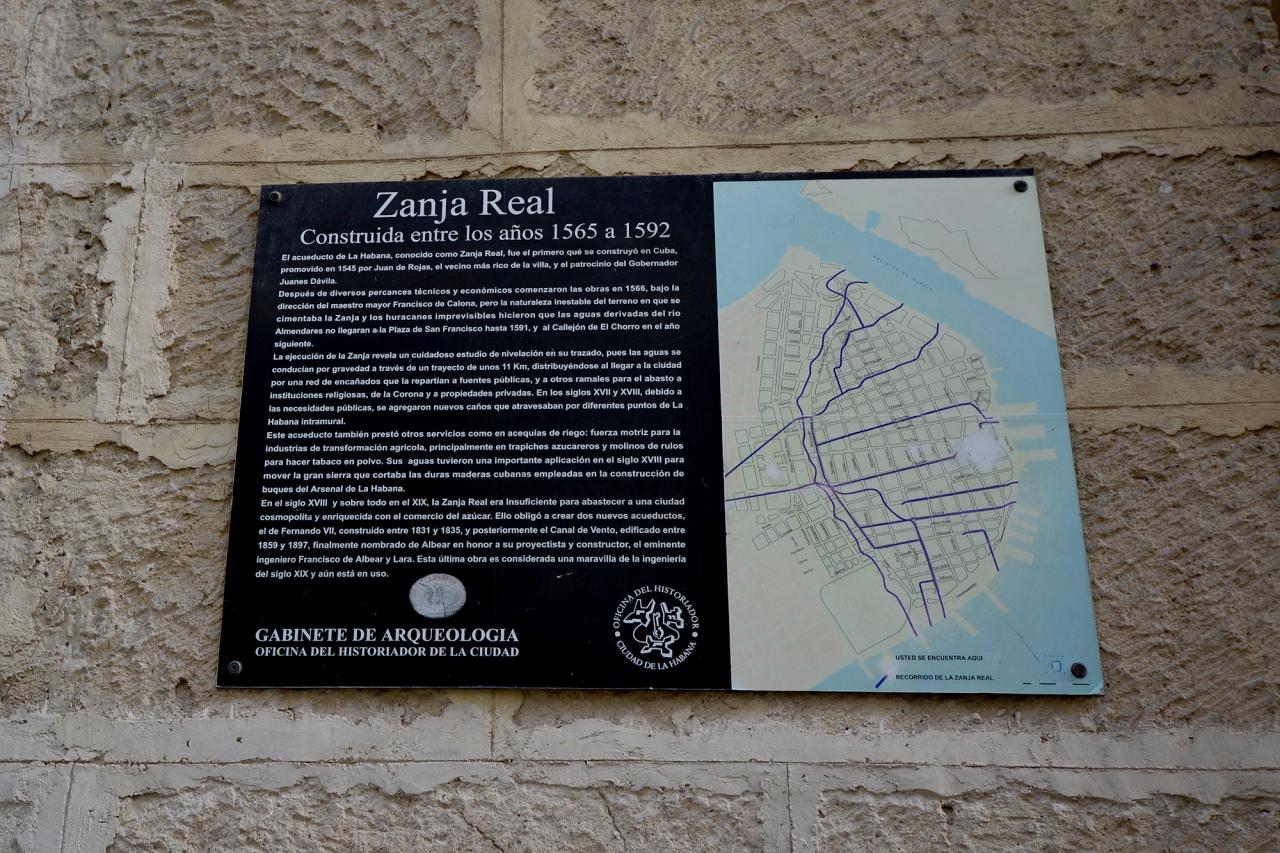 Zanja Real
Construida entre los años 1565 a 1592
El acueducto de La Habana, conocido como Zanja Real, fue el primero qué se construyó en Cuba,
promovido en 1545 por Juan de Rojas, el vecino más rico de la villa, y el patrocinio del Gobernador
Juanes Dávila.
Después de diversos percances técnicos y económicos comenzaron las obras en 1566, bajo la
dirección del maestro mayor Francisco de Calona, pero la naturaleza inestable del terreno en que se
cimentaba la Zanja y los huracanes imprevisibles hicieron que las aguas derivadas del río
Almendares no llegaran a la Plaza de San Francisco hasta 1591, y al Callejón de El Chorro en el año
siguiente.
La ejecución de la Zanja revela un cuidadoso estudio de nivelación en su trazado, pues las aguas se
conducían por gravedad a través de un trayecto de unos 11 Km, distribuyéndose al llegar a la ciudad
por una red de encañados que la repartían a fuentes públicas, y a otros ramales para el abasto a
instituciones religiosas, de la Corona y a propiedades privadas. En los siglos XVII y XVIII, debido a
las necesidades públicas, se agregaron nuevos caños que atravesaban por diferentes puntos de La
Habana intramural.
Este acueducto también prestó otros servicios como en acequias de riego: fuerza motriz para la
industrias de transformación agrícola, principalmente en trapiches azucareros y molinos de rulos
para hacer tabaco en polvo. Sus aguas tuvieron una importante aplicación en el siglo XVIII para
mover la gran sierra que cortaba las duras maderas cubanas empleadas en la construcción de
buques del Arsenal de La Habana.
En el siglo XVIII y sobre todo en el XIX, la Zanja Real era Insuficiente para abastecer a una ciudad
cosmopolita y enriquecida con el comercio del azúcar. Ello obligó a crear dos nuevos acueductos,
el de Fernando VII, construido entre 1831 y 1835, y posteriormente el Canal de Vento, edificado entre
1859 y 1897, finalmente nombrado de Albear en honor a su proyectista y constructor, el eminente
ingeniero Francisco de Albear y Lara. Esta última obra es considerada una maravilla de la ingeniería
del siglo XIX y aún está en uso.
GABINETE DE ARQUEOLOGIA
OFICINA DEL HISTORIADOR DE LA CIUDAD
OFICINA DEL HISTORIADOR
CIUDAD DE LA HABANA
USTED SE ENCUENTRA AQUI
RECORRIDO DE LA ZANJA REAL